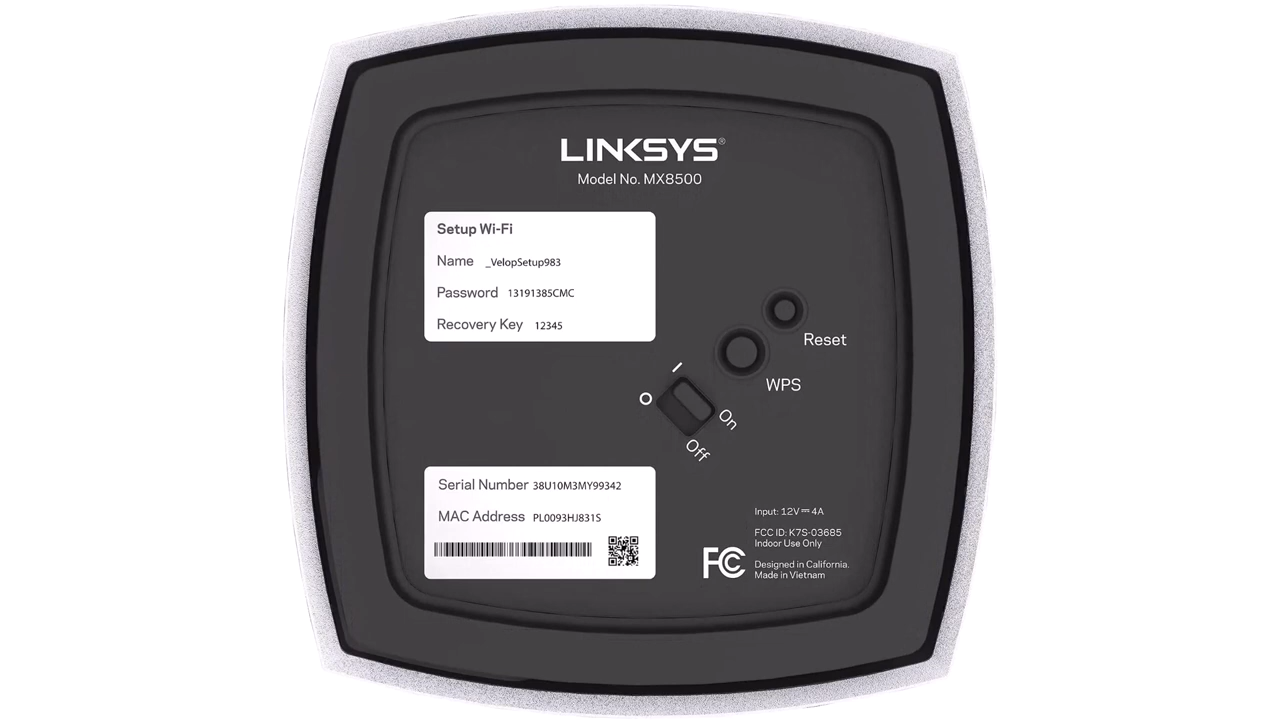 LINKSYS®
Model No. MX8500
Setup Wi-Fi
Name _VelopSetup983
Password 13191385CMC
Recovery Key 12345
Reset
WPS
I
O
On
Off
Serial Number 38U10M3MY99342
MAC Address PL0093HJ831S
Input: 12V ⎓ 4A
FCC ID: K7S-03685
Indoor Use Only
FC
Designed in California.
Made in Vietnam